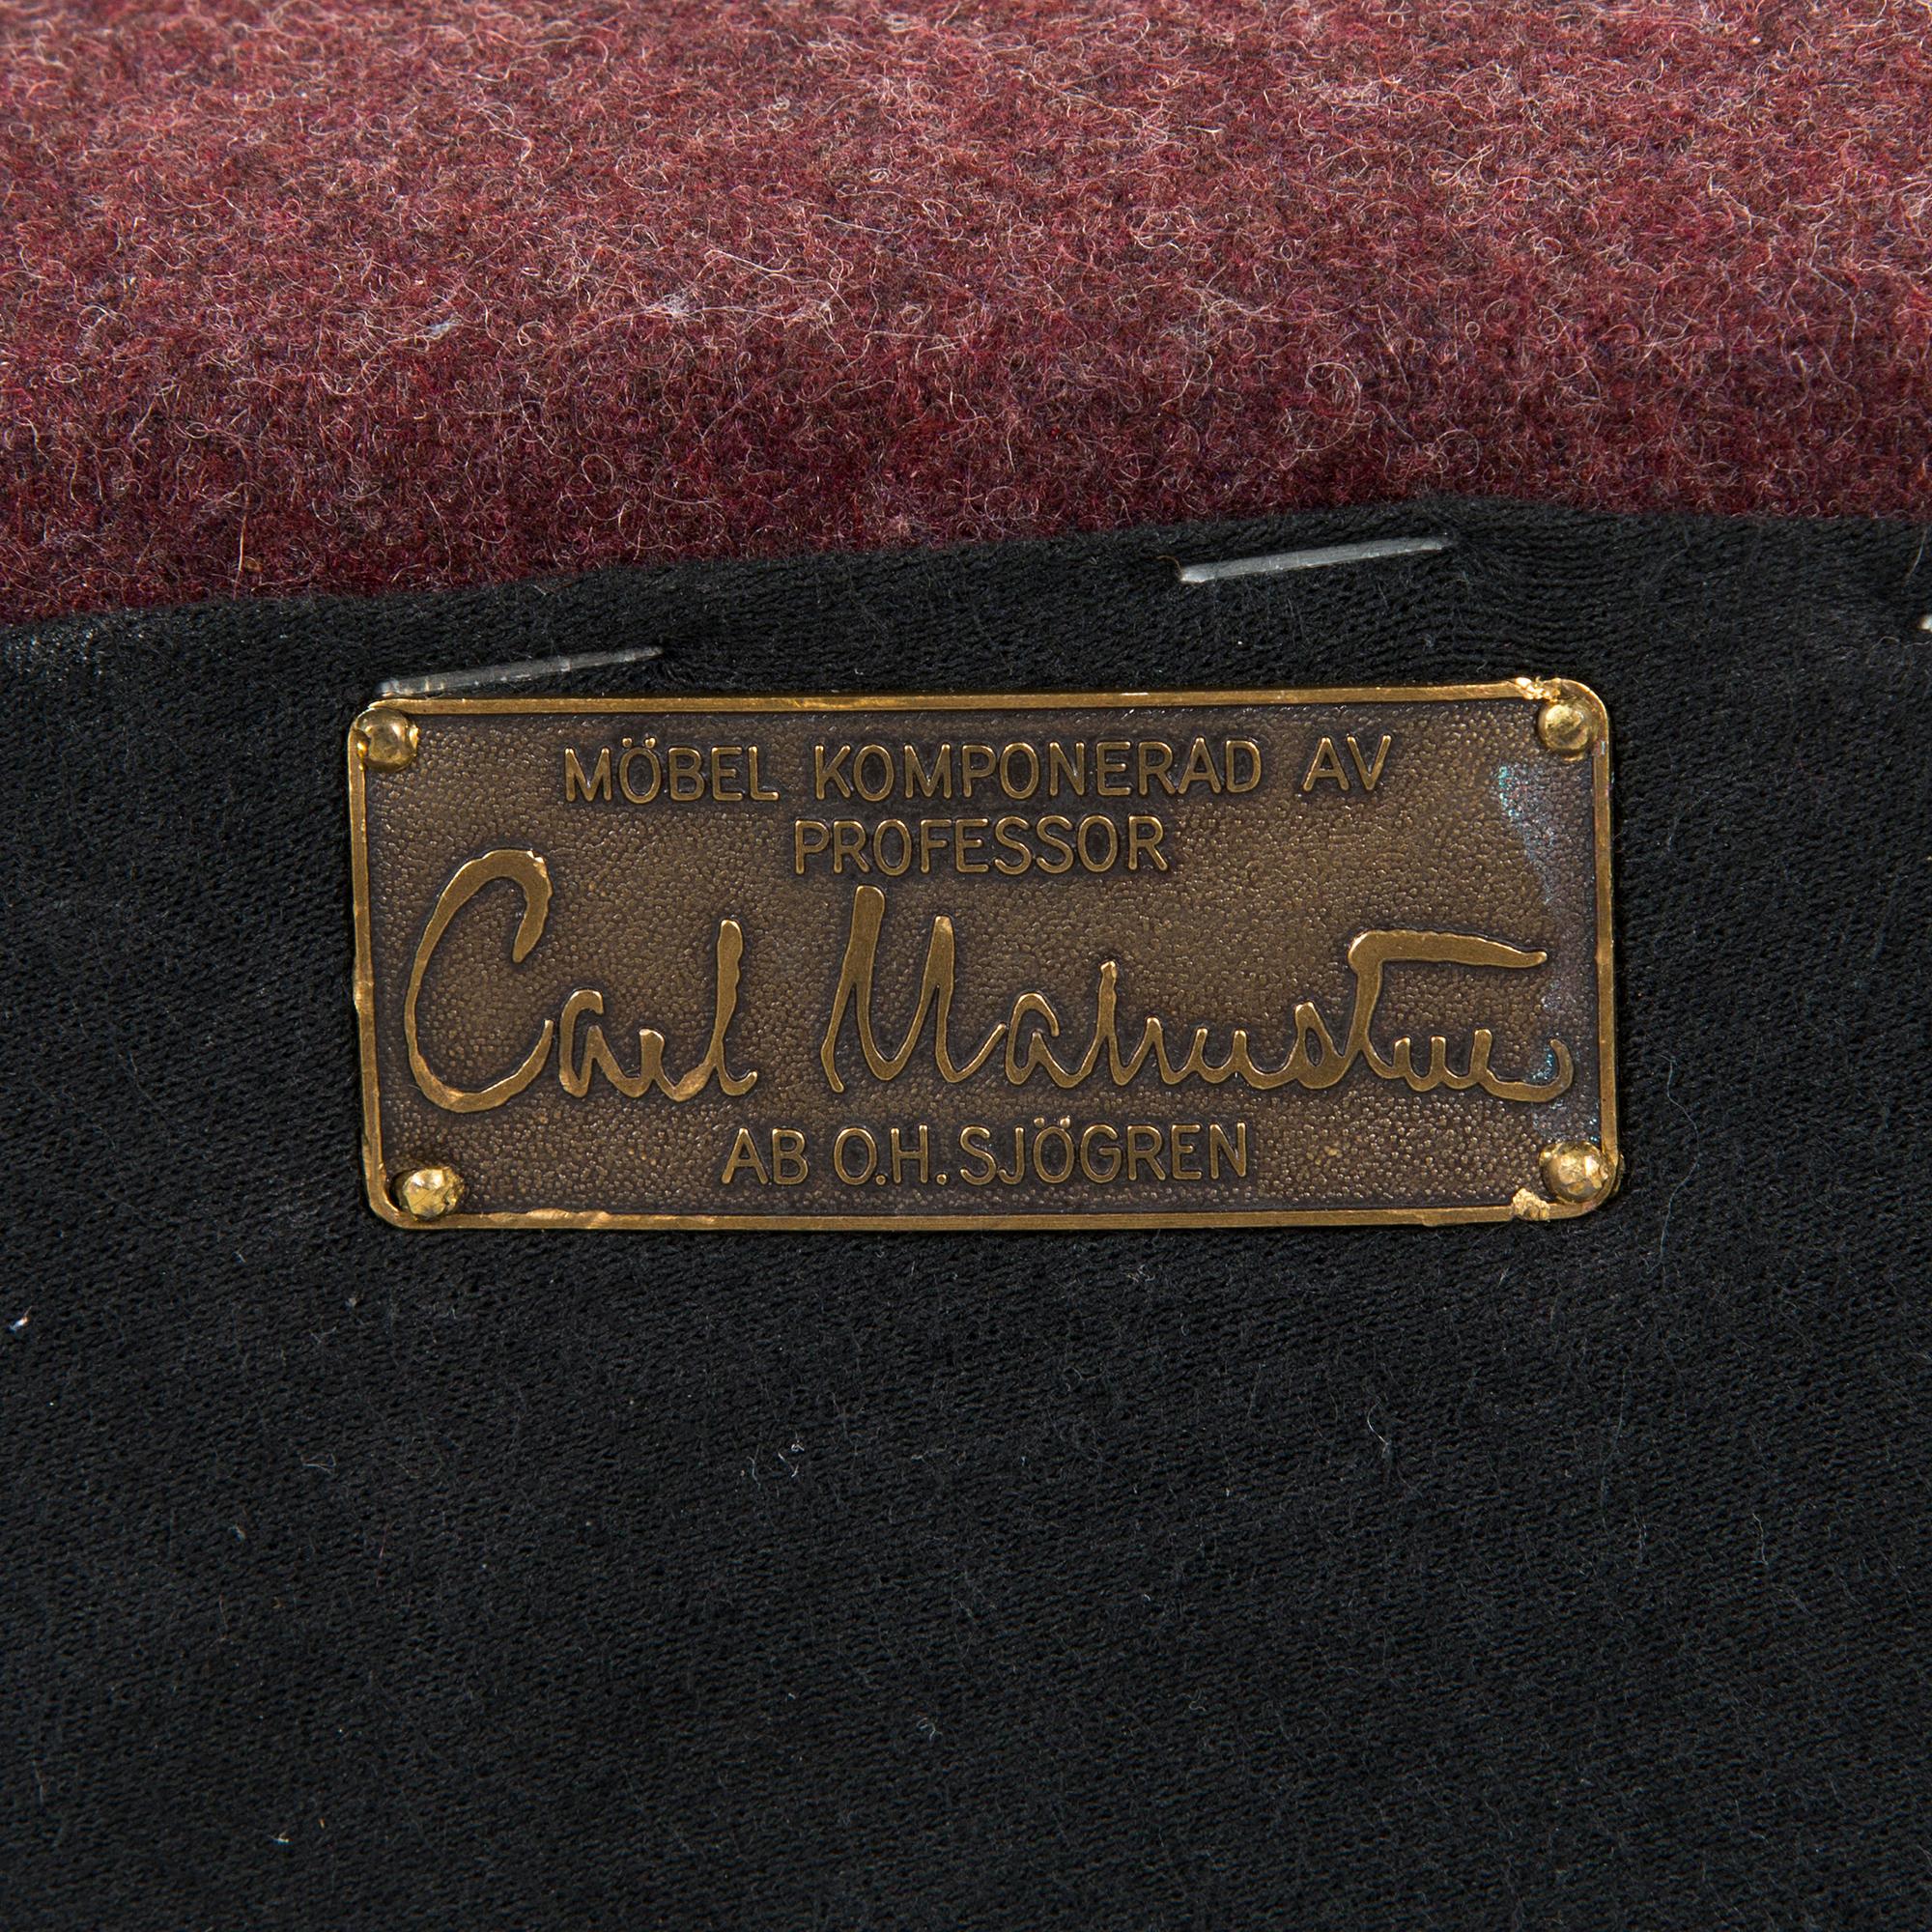 MÖBEL KOMPONERAD AV
PROFESSOR
Carl Malmsten
AB O.H. SJÖGREN